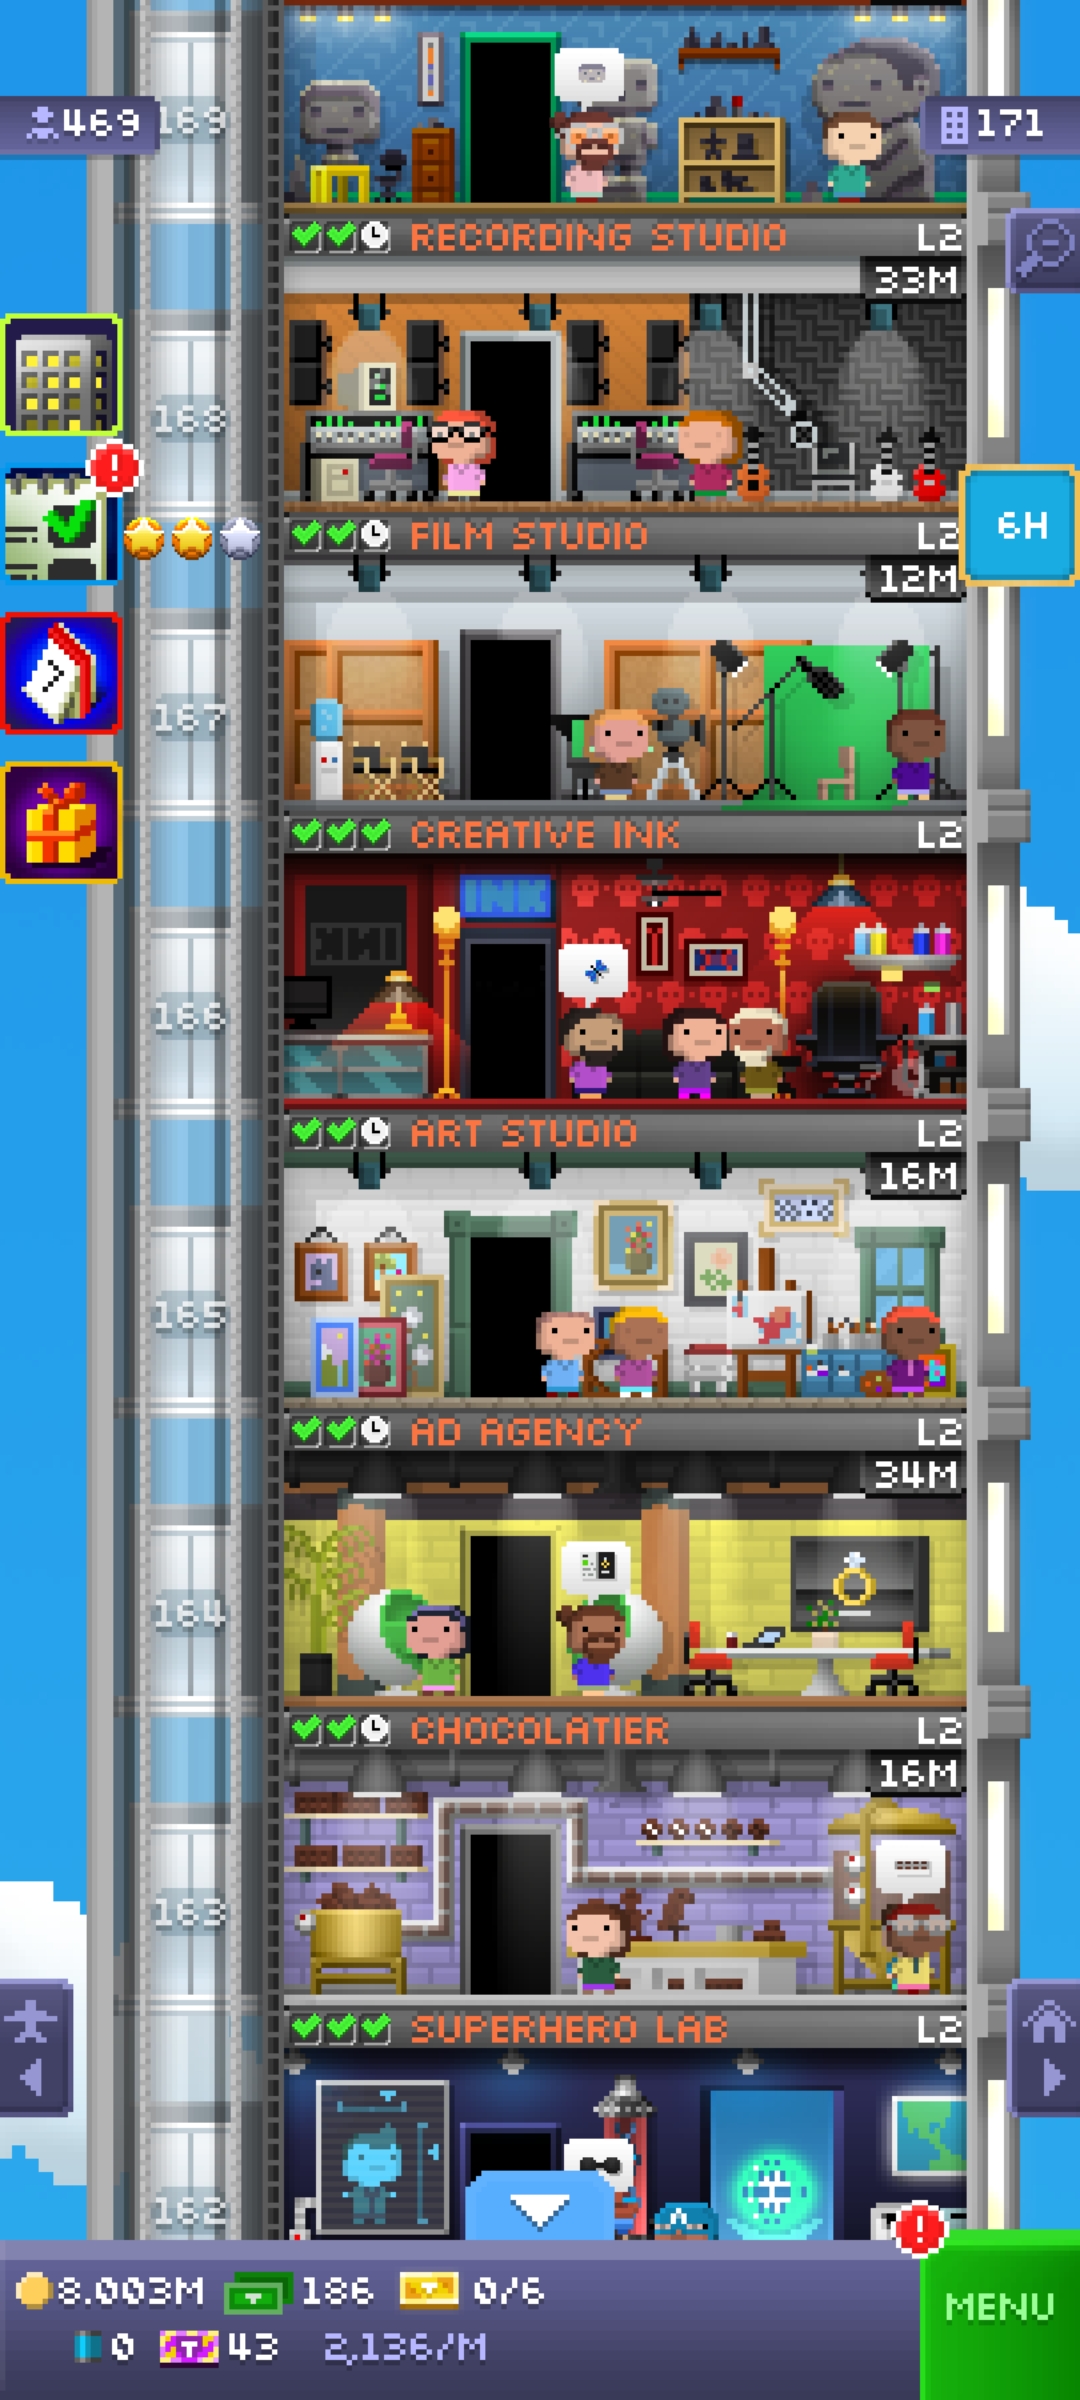 469
169
171
RECORDING STUDIO L2
33M
168
FILM STUDIO L2
6H
12M
167
CREATIVE INK L2
INK
166
ART STUDIO L2
16M
165
AD AGENCY L2
34M
164
CHOCOLATIER L2
16M
163
SUPERHERO LAB L2
162
8.003M 186 0/6
0 T 43 2,136/M
MENU